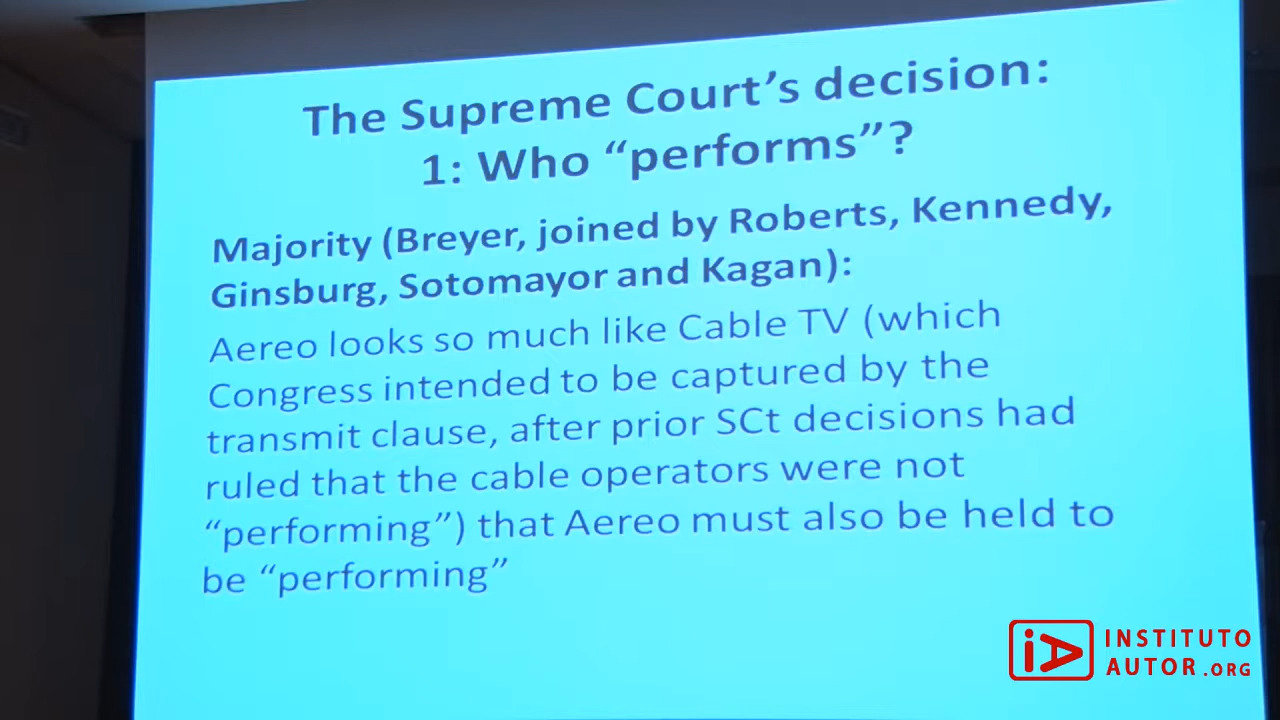 The Supreme Court's decision:
1: Who “performs”?
Majority (Breyer, joined by Roberts, Kennedy,
Ginsburg, Sotomayor and Kagan):
Aereo looks so much like Cable TV (which
Congress intended to be captured by the
transmit clause, after prior SCt decisions had
ruled that the cable operators were not
“performing”) that Aereo must also be held to
be “performing”
iA INSTITUTO
AUTOR.ORG